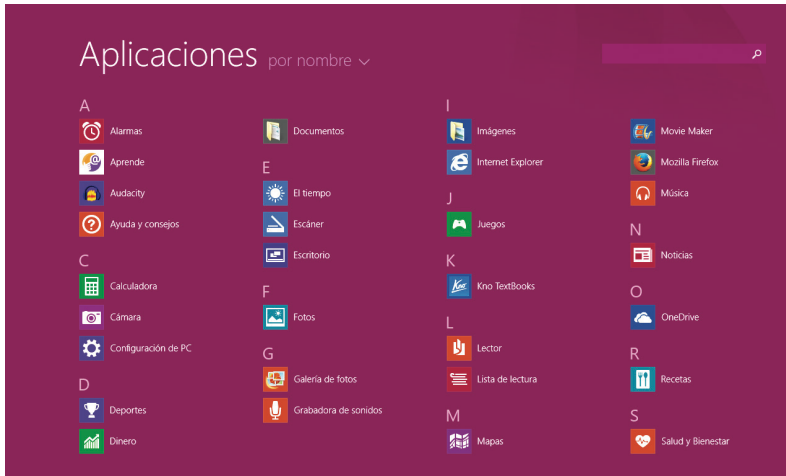 Aplicaciones por nombre
A
Alarmas
Aprende
Audacity
Ayuda y consejos
C
Calculadora
Cámara
Configuración de PC
D
Deportes
Dinero
Documentos
E
El tiempo
Escáner
Escritorio
F
Fotos
G
Galería de fotos
Grabadora de sonidos
I
Imágenes
Internet Explorer
J
Juegos
K
Kno TextBooks
L
Lector
Lista de lectura
M
Mapas
Movie Maker
Mozilla Firefox
Música
N
Noticias
O
OneDrive
R
Recetas
S
Salud y Bienestar